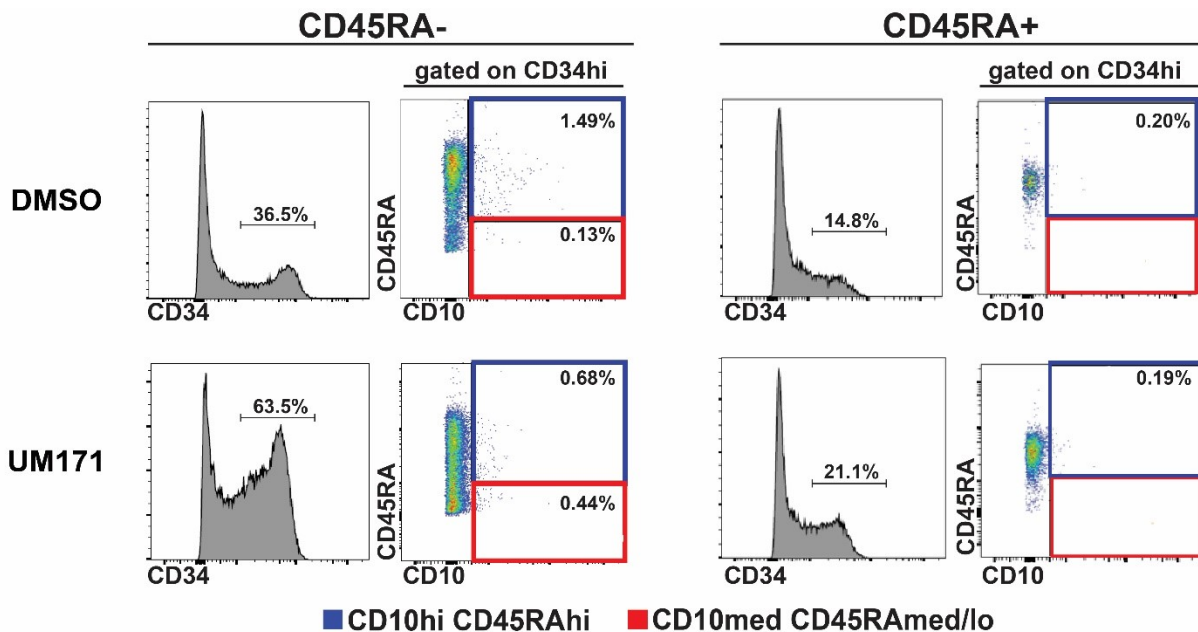 CD45RA- CD45RA+
gated on CD34hi gated on CD34hi
DMSO
36.5%
CD34
CD45RA
1.49%
0.13%
CD10
14.8%
CD34
CD45RA
0.20%
CD10
UM171
63.5%
CD34
CD45RA
0.68%
0.44%
CD10
21.1%
CD34
CD45RA
0.19%
CD10
CD10hi CD45RAhi CD10med CD45RAmed/lo